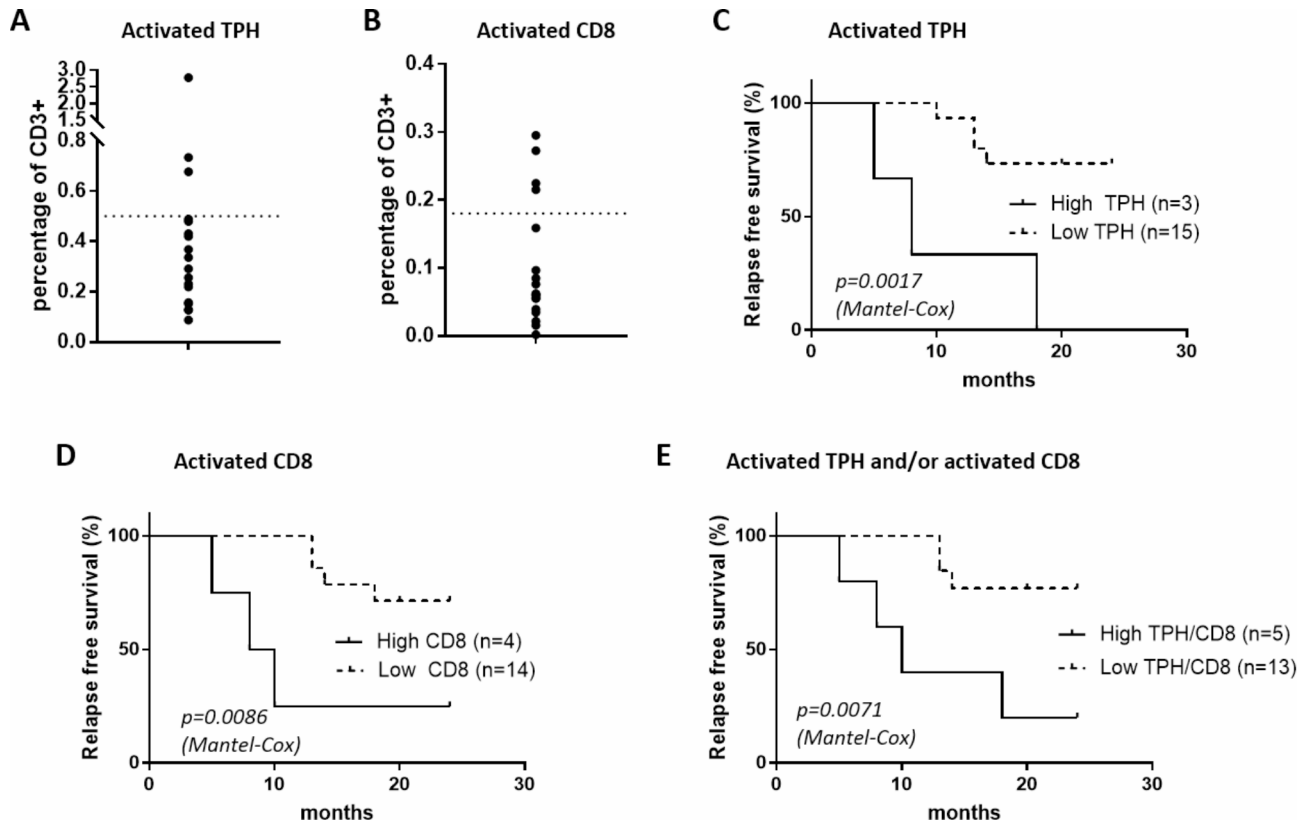 A
Activated TPH
percentage of CD3+
3.0
2.5
2.0
1.5
0.8
0.6
0.4
0.2
0.0
B
Activated CD8
percentage of CD3+
0.4
0.3
0.2
0.1
0.0
C
Activated TPH
Relapse free survival (%)
100
50
0
High TPH (n=3)
Low TPH (n=15)
p=0.0017
(Mantel-Cox)
0 10 20 30
months
D
Activated CD8
Relapse free survival (%)
100
50
0
High CD8 (n=4)
Low CD8 (n=14)
p=0.0086
(Mantel-Cox)
0 10 20 30
months
E
Activated TPH and/or activated CD8
Relapse free survival (%)
100
50
0
High TPH/CD8 (n=5)
Low TPH/CD8 (n=13)
p=0.0071
(Mantel-Cox)
0 10 20 30
months